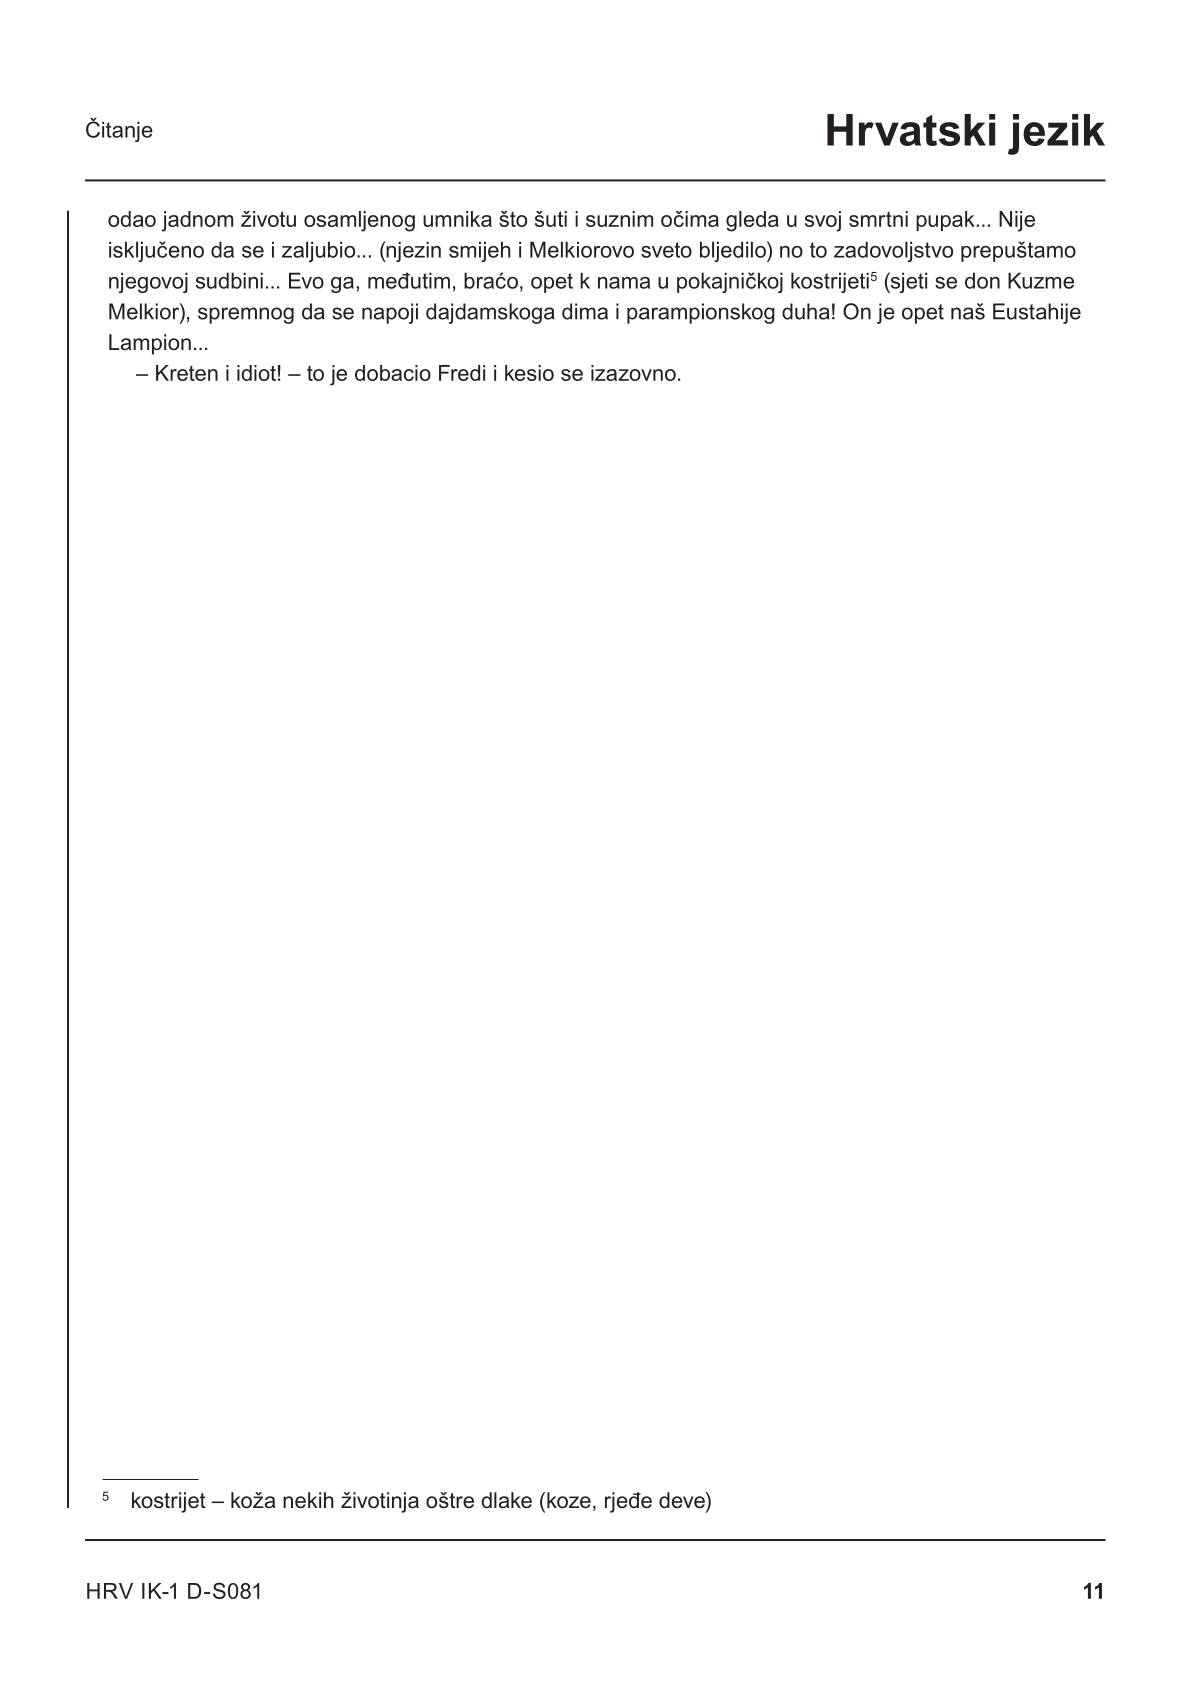 Čitanje
Hrvatski jezik
odao jadnom životu osamljenog umnika što šuti i suznim očima gleda u svoj smrtni pupak... Nije
isključeno da se i zaljubio... (njezin smijeh i Melkiorovo sveto bljedilo) no to zadovoljstvo prepuštamo
njegovoj sudbini... Evo ga, međutim, braćo, opet k nama u pokajničkoj kostrijeti5 (sjeti se don Kuzme
Melkior), spremnog da se napoji dajdamskoga dima i parampionskog duha! On je opet naš Eustahije
Lampion...
– Kreten i idiot! – to je dobacio Fredi i kesio se izazovno.
5 kostrijet – koža nekih životinja oštre dlake (koze, rjeđe deve)
HRV IK-1 D-S081
11